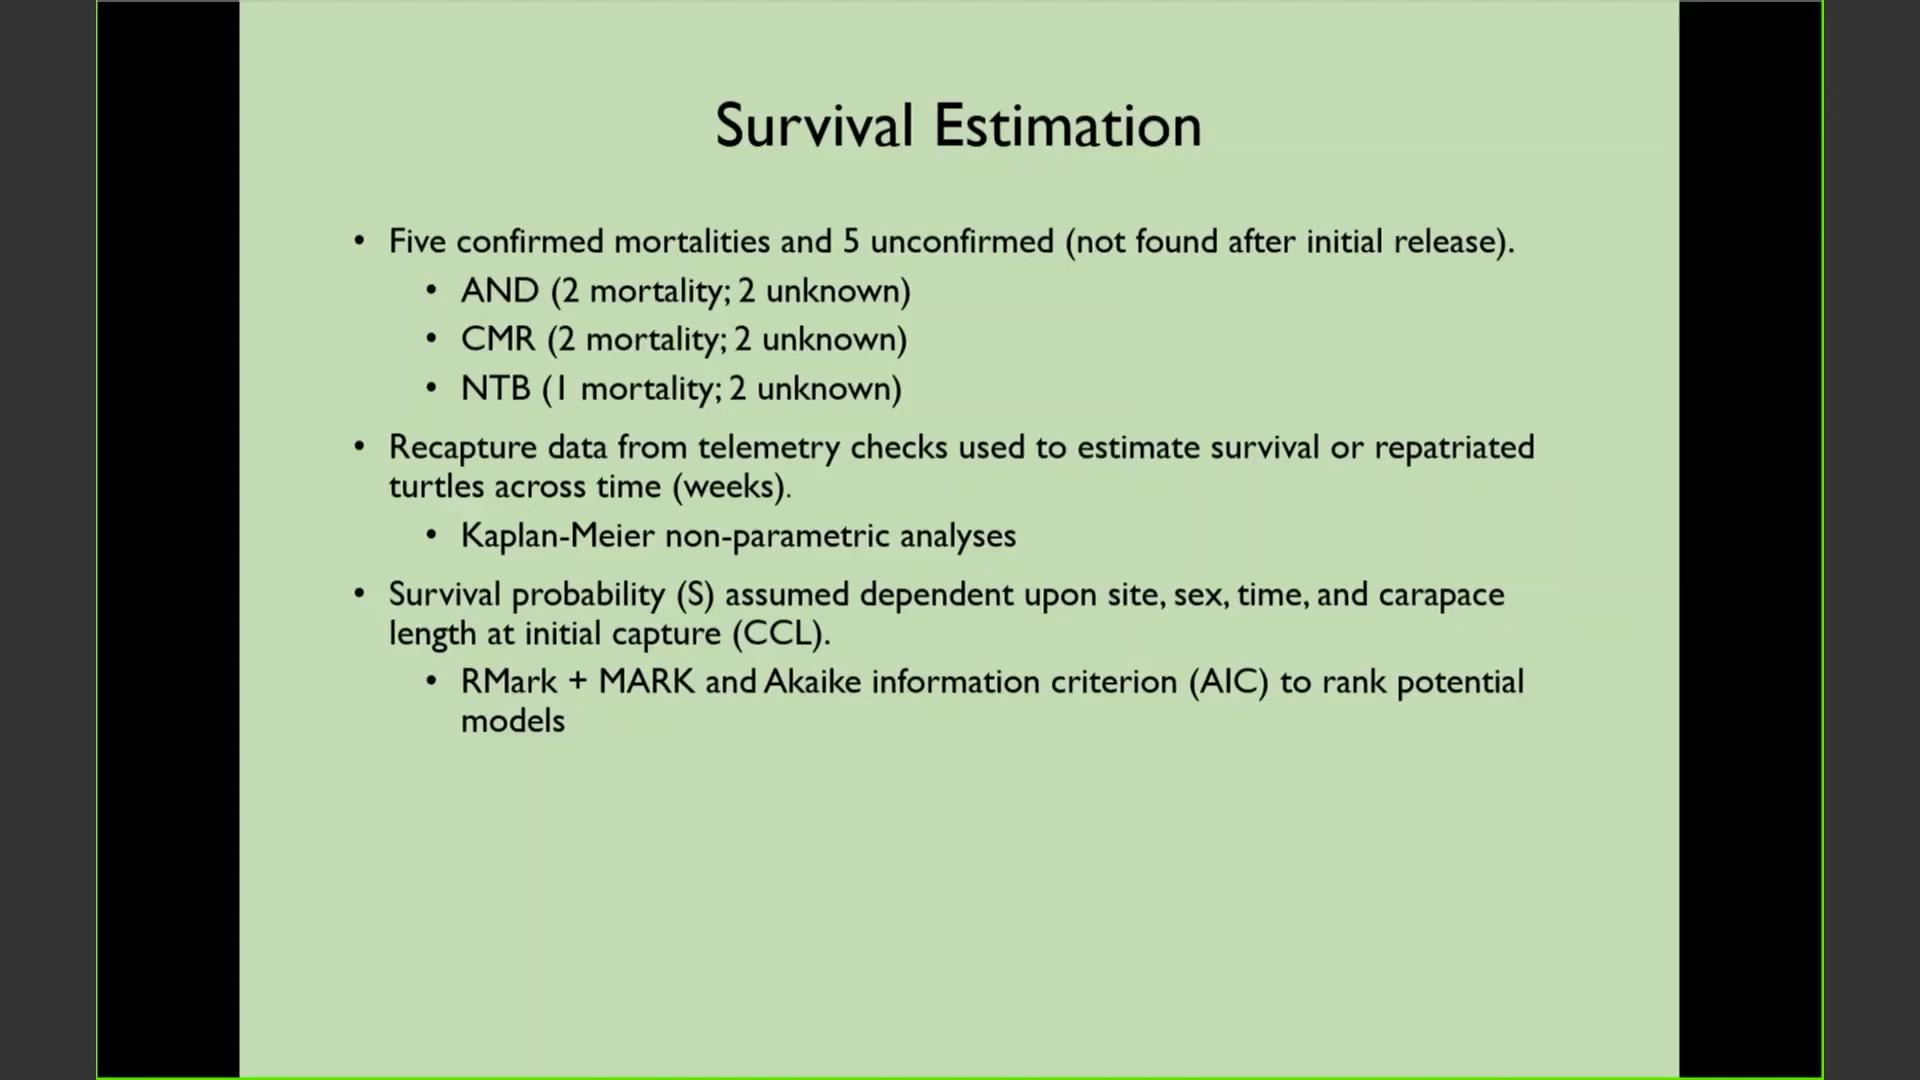 Survival Estimation
• Five confirmed mortalities and 5 unconfirmed (not found after initial release).
• AND (2 mortality; 2 unknown)
• CMR (2 mortality; 2 unknown)
• NTB (1 mortality; 2 unknown)
• Recapture data from telemetry checks used to estimate survival or repatriated
turtles across time (weeks).
• Kaplan-Meier non-parametric analyses
• Survival probability (S) assumed dependent upon site, sex, time, and carapace
length at initial capture (CCL).
• RMark + MARK and Akaike information criterion (AIC) to rank potential
models